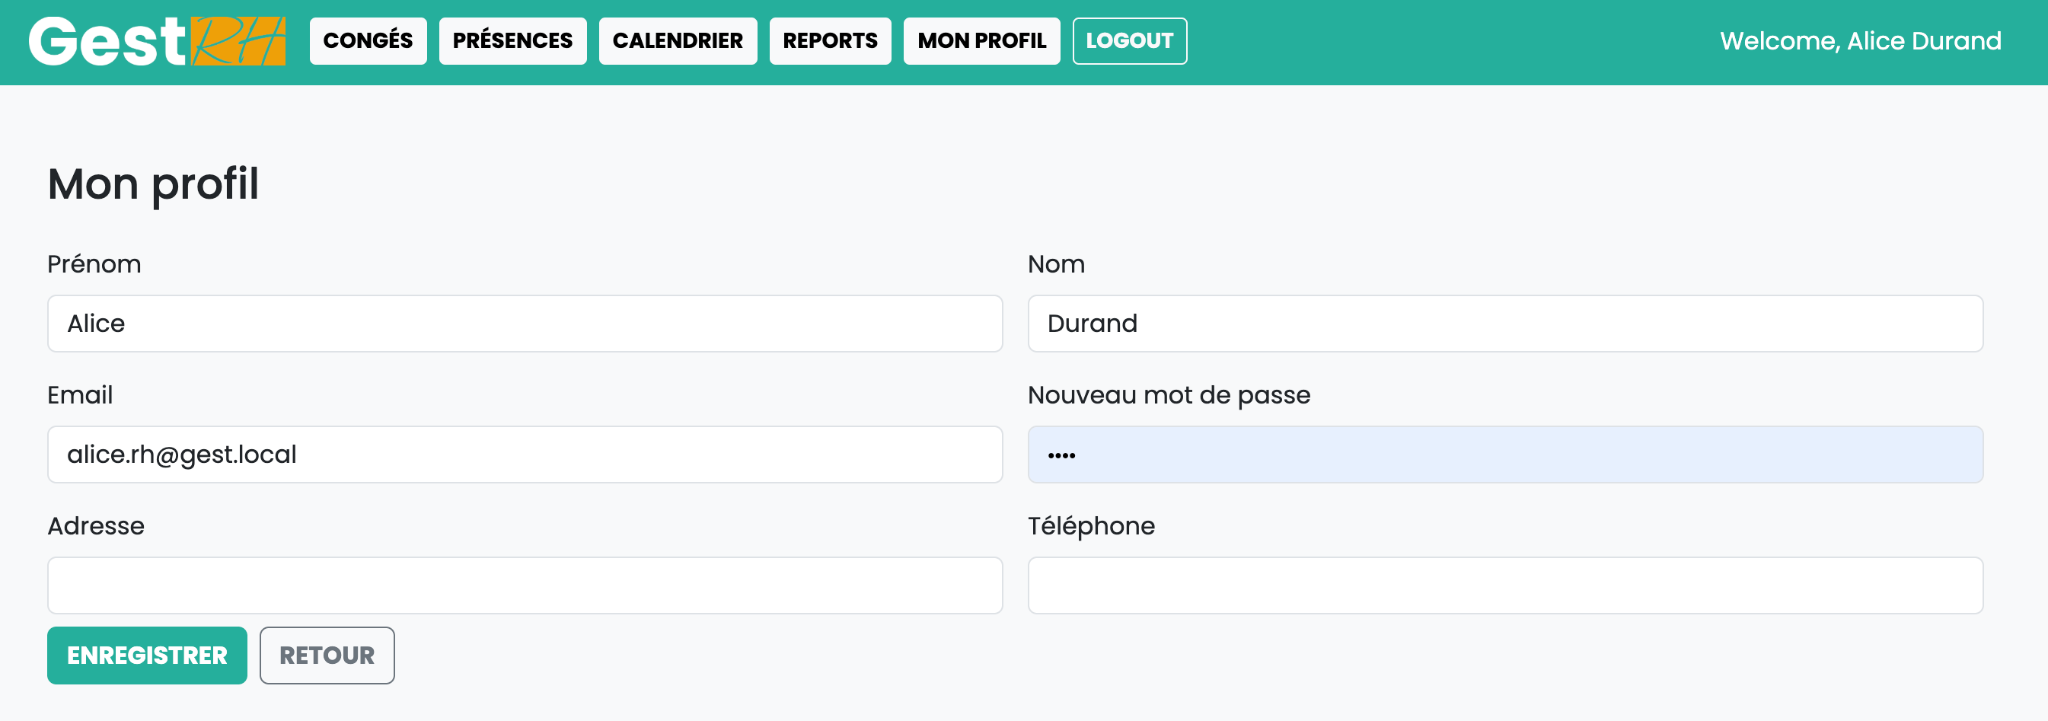 GestRH CONGÉS PRÉSENCES CALENDRIER REPORTS MON PROFIL LOGOUT Welcome, Alice Durand
Mon profil
Prénom Nom
Alice Durand
Email Nouveau mot de passe
alice.rh@gest.local ••••
Adresse Téléphone
ENREGISTRER RETOUR